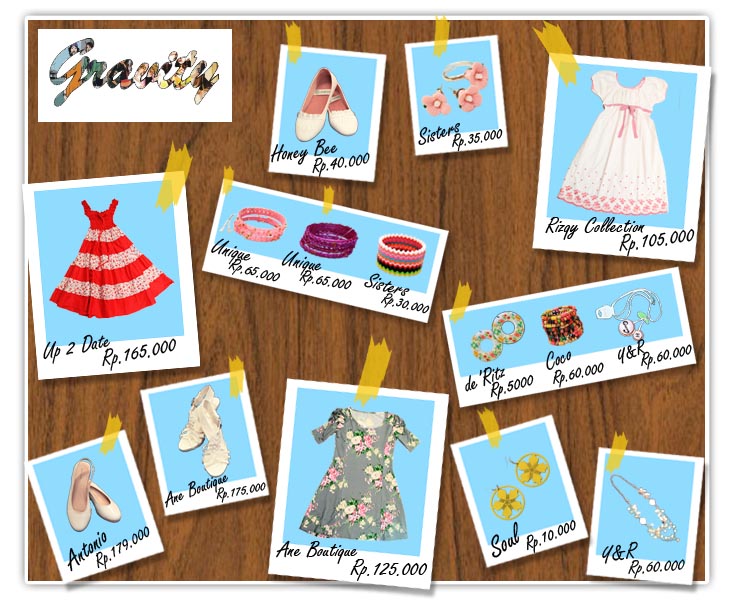 Gravity
Honey Bee
Rp.40.000
Sisters
Rp.35.000
Rizqy Collection
Rp.105.000
Up 2 Date
Rp.165.000
Unique
Rp.65.000
Unique
Rp.65.000
Sisters
Rp.30.000
de'Ritz
Rp.5000
Coco
Rp.60.000
Y&R
Rp.60.000
Antonio
Rp.179.000
Ane Boutique
Rp.175.000
Ane Boutique
Rp.125.000
Soul
Rp.10.000
Y&R
Rp.60.000